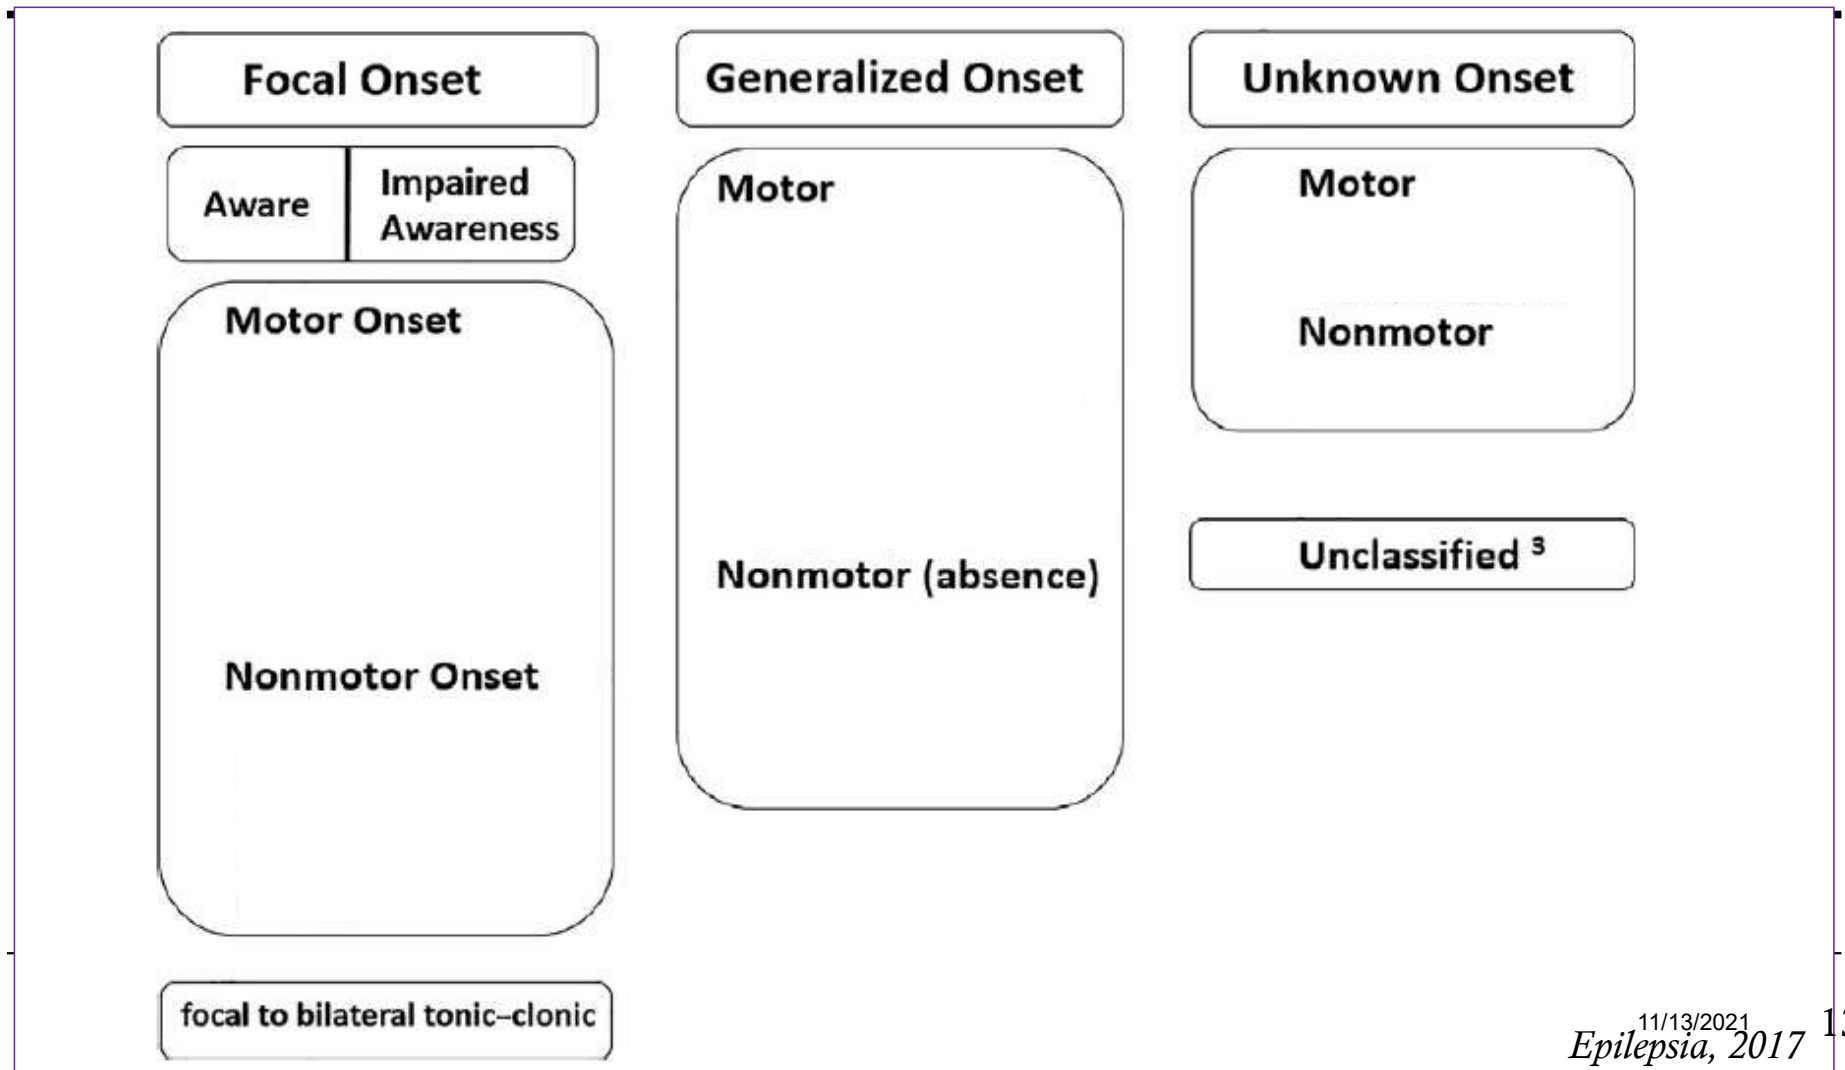 Focal Onset
Aware
Impaired
Awareness
Motor Onset
Nonmotor Onset
focal to bilateral tonic–clonic
Generalized Onset
Motor
Nonmotor (absence)
Unknown Onset
Motor
Nonmotor
Unclassified ³
11/13/2021
Epilepsia, 2017